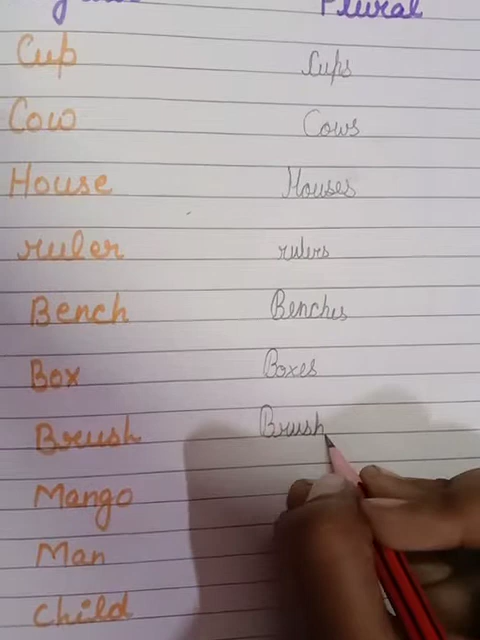 Plural
Cup Cups
Cow Cows
House Houses
ruler rulers
Bench Benches
Box Boxes
Brush Brush
Mango
Man
Child